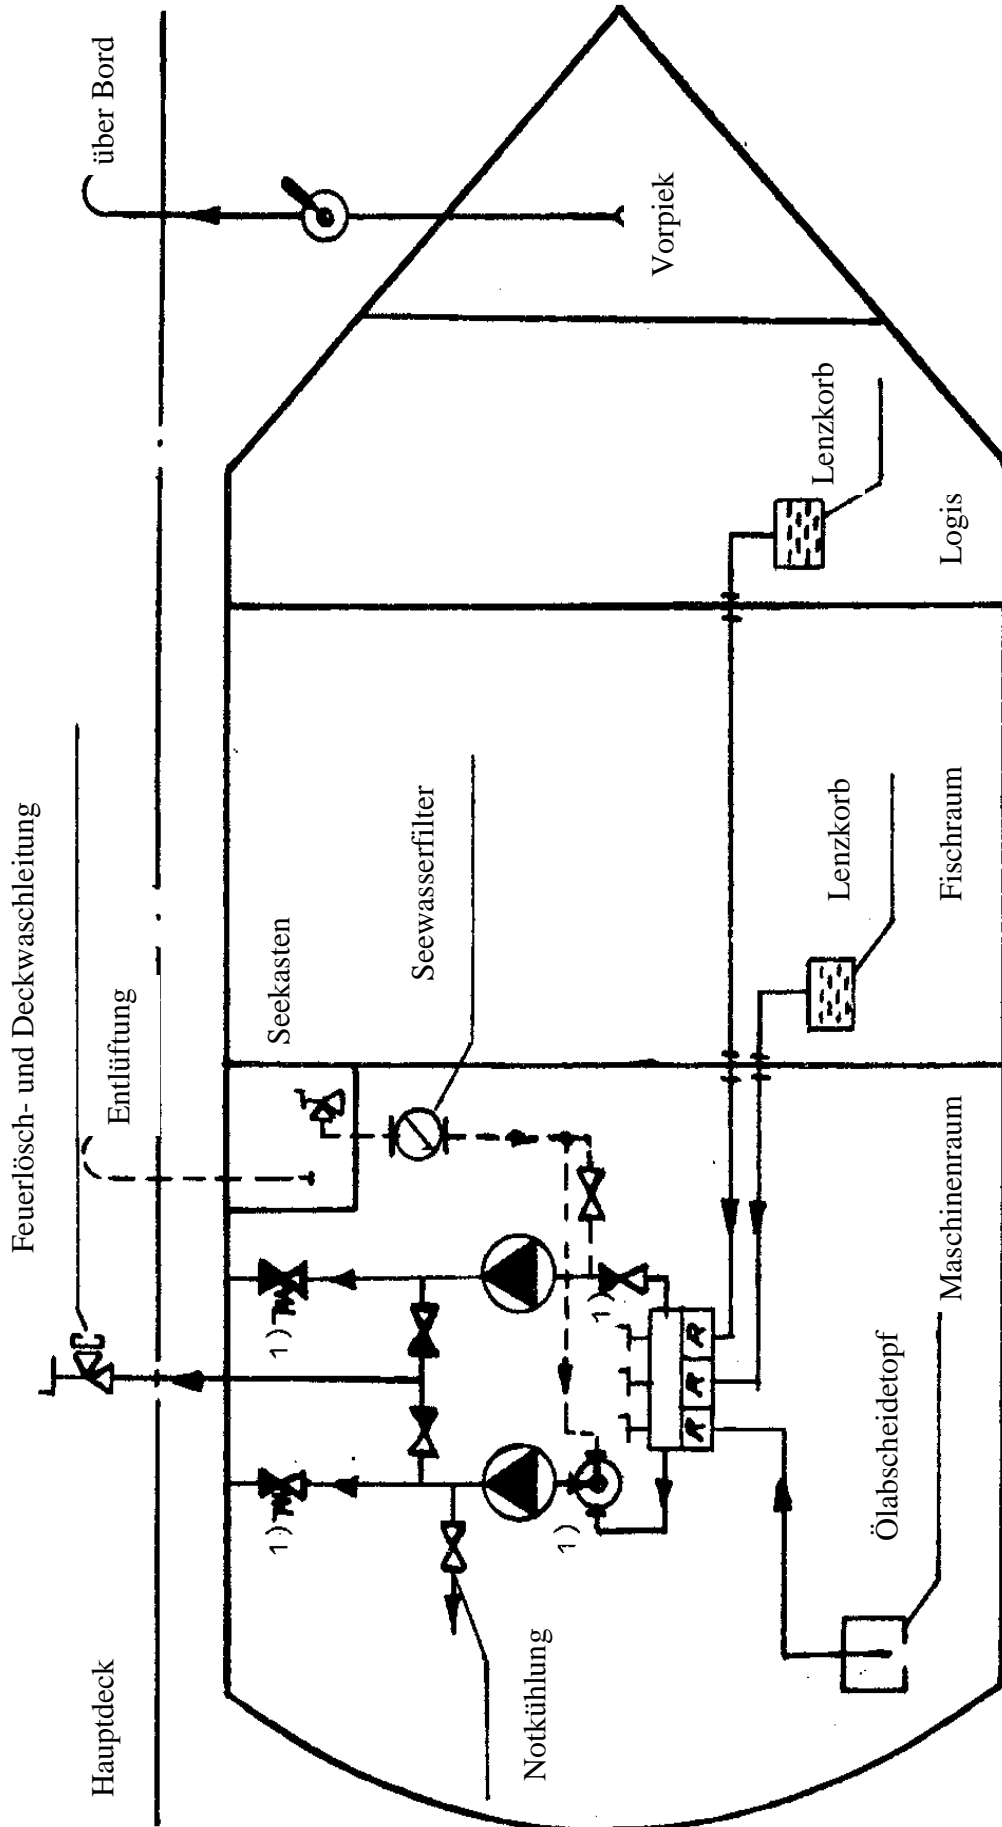 Feuerlösch- und Deckwaschleitung
Hauptdeck
Entlüftung
über Bord
1)
1)
Seekasten
Seewasserfilter
Notkühlung
1)
1)
Vorpiek
R
R
R
Lenzkorb
Lenzkorb
Ölabscheidetopf
Maschinenraum
Fischraum
Logis